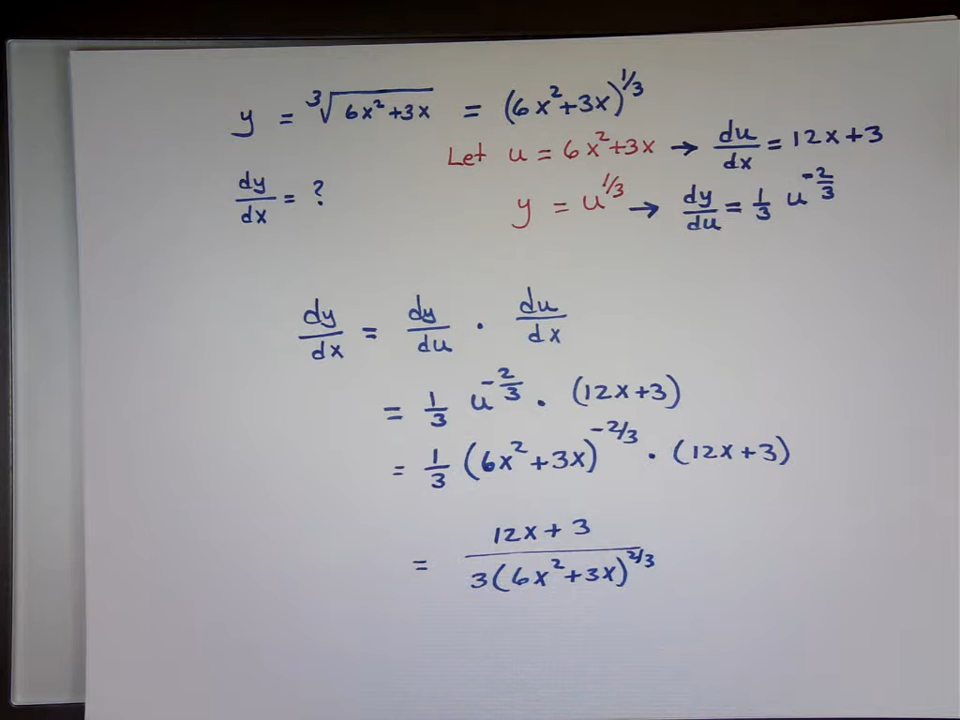 y = ∛(6x²+3x) = (6x²+3x)^(1/3)
Let u = 6x²+3x → du/dx = 12x+3
dy/dx = ?
y = u^(1/3) → dy/du = 1/3 u^(-2/3)
dy/dx = dy/du · du/dx
= 1/3 u^(-2/3) · (12x+3)
= 1/3 (6x²+3x)^(-2/3) · (12x+3)
= (12x+3)/(3(6x²+3x)^(2/3))